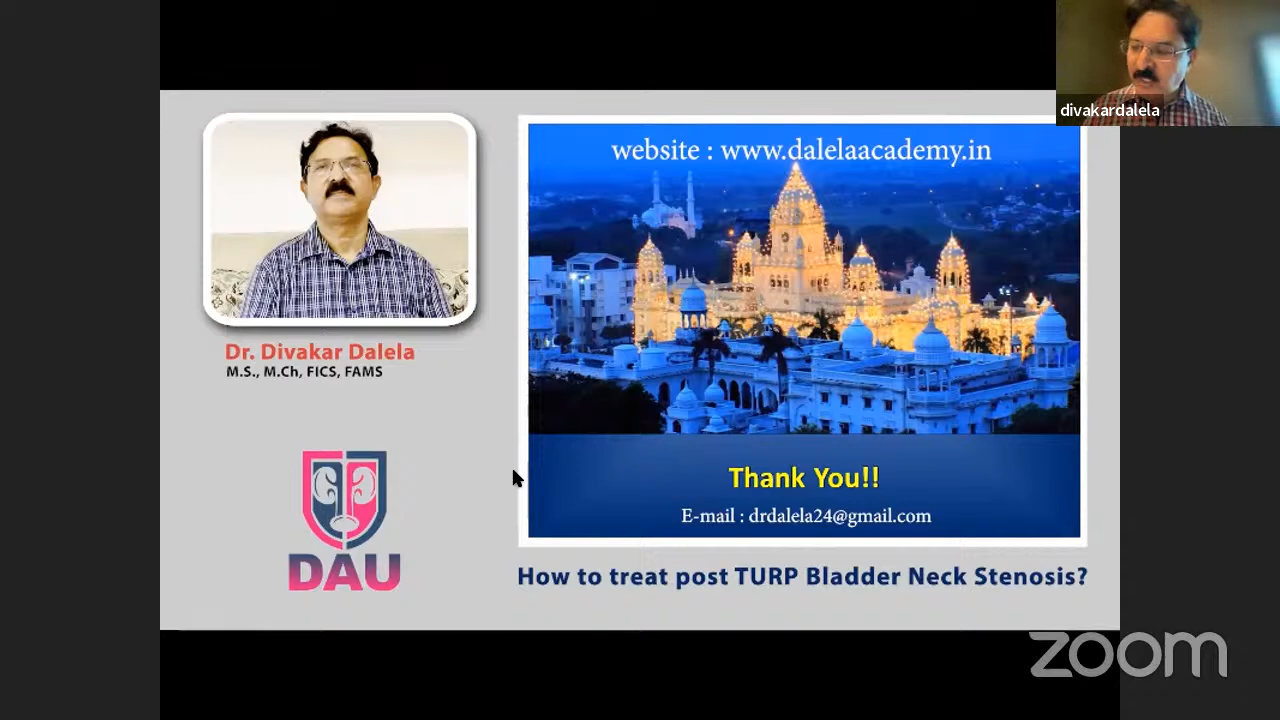 divakardalela
website : www.dalelaacademy.in
Dr. Divakar Dalela
M.S., M.Ch, FICS, FAMS
Thank You!!
E-mail : drdalela24@gmail.com
DAU
How to treat post TURP Bladder Neck Stenosis?
zoom